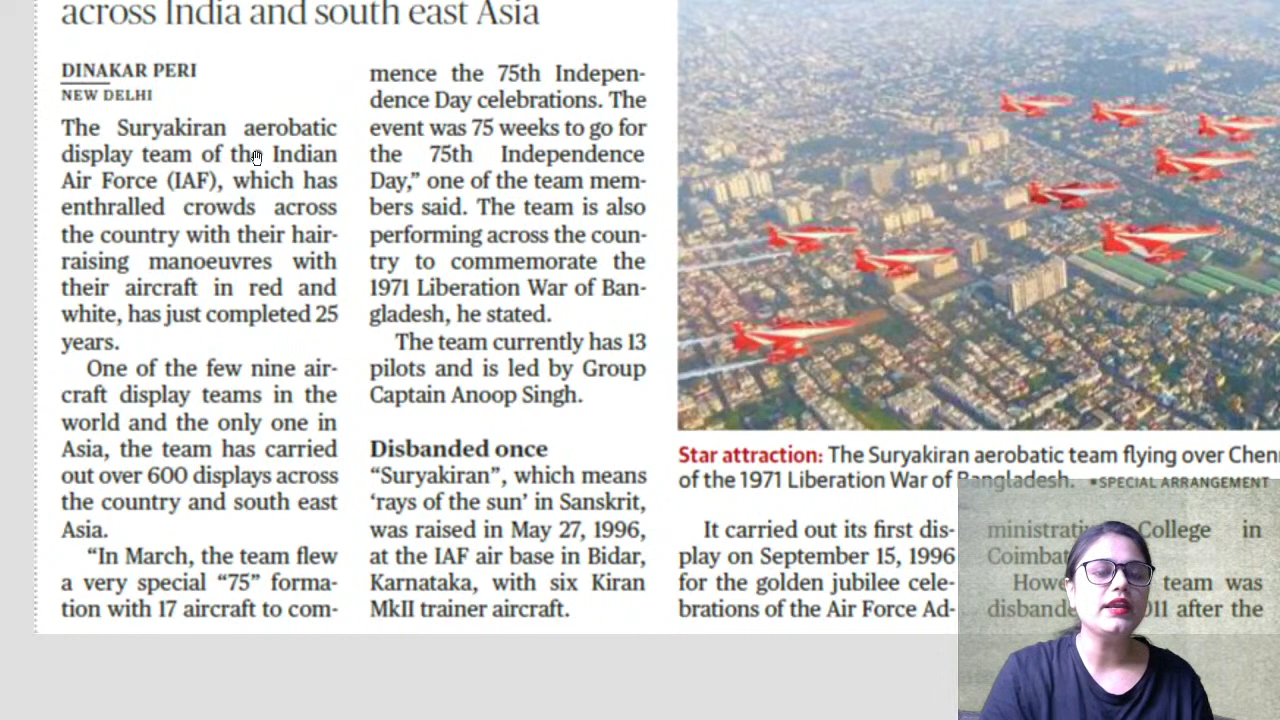 across India and south east Asia
DINAKAR PERI
NEW DELHI
The Suryakiran aerobatic
display team of the Indian
Air Force (IAF), which has
enthralled crowds across
the country with their hair-
raising manoeuvres with
their aircraft in red and
white, has just completed 25
years.
One of the few nine air-
craft display teams in the
world and the only one in
Asia, the team has carried
out over 600 displays across
the country and south east
Asia.
“In March, the team flew
a very special “75” forma-
tion with 17 aircraft to com-
mence the 75th Indepen-
dence Day celebrations. The
event was 75 weeks to go for
the 75th Independence
Day,” one of the team mem-
bers said. The team is also
performing across the coun-
try to commemorate the
1971 Liberation War of Ban-
gladesh, he stated.
The team currently has 13
pilots and is led by Group
Captain Anoop Singh.
Disbanded once
“Suryakiran”, which means
‘rays of the sun’ in Sanskrit,
was raised in May 27, 1996,
at the IAF air base in Bidar,
Karnataka, with six Kiran
MkII trainer aircraft.
Star attraction: The Suryakiran aerobatic team flying over Chen
of the 1971 Liberation War of Bangladesh. •SPECIAL ARRANGEMENT
It carried out its first dis-
play on September 15, 1996
for the golden jubilee cele-
brations of the Air Force Ad-
College in
team was
after the